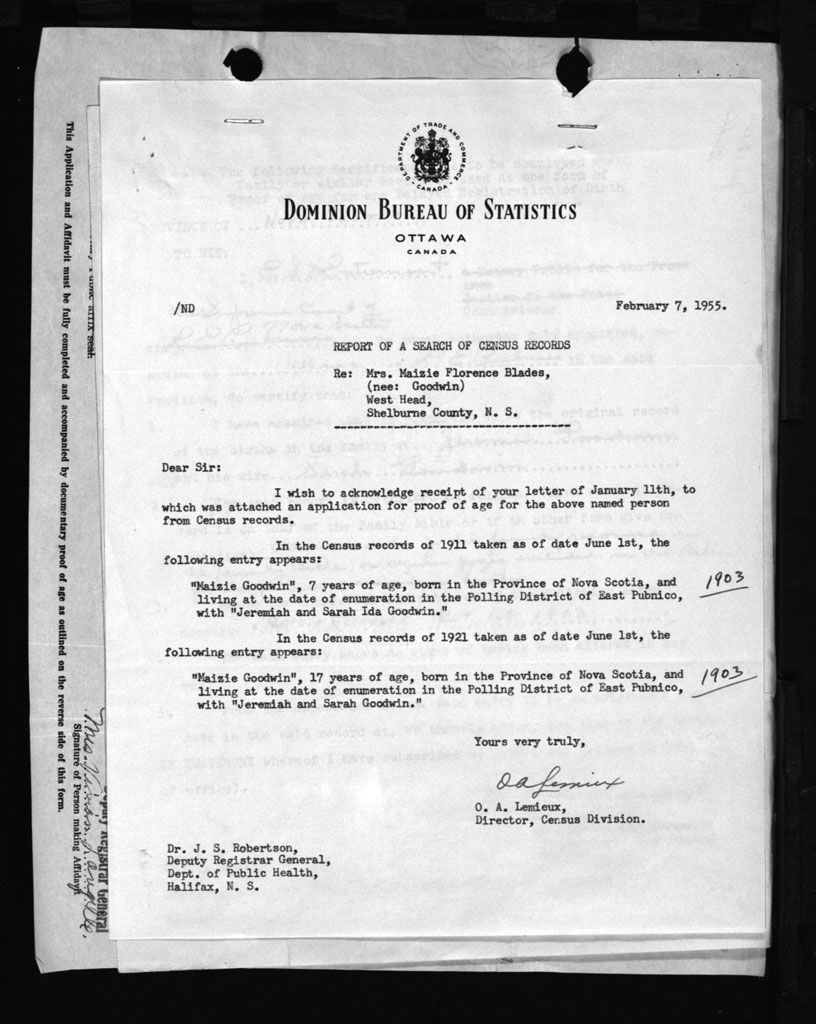 DEPARTMENT OF TRADE AND COMMERCE
CANADA
DOMINION BUREAU OF STATISTICS
OTTAWA
CANADA
/ND
February 7, 1955.
REPORT OF A SEARCH OF CENSUS RECORDS
Re: Mrs. Maizie Florence Blades,
(nee: Goodwin)
West Head,
Shelburne County, N. S.
Dear Sir:
I wish to acknowledge receipt of your letter of January 11th, to
which was attached an application for proof of age for the above named person
from Census records.
In the Census records of 1911 taken as of date June 1st, the
following entry appears:
"Maizie Goodwin", 7 years of age, born in the Province of Nova Scotia, and
living at the date of enumeration in the Polling District of East Pubnico,
with "Jeremiah and Sarah Ida Goodwin."
1903
In the Census records of 1921 taken as of date June 1st, the
following entry appears:
"Maizie Goodwin", 17 years of age, born in the Province of Nova Scotia, and
living at the date of enumeration in the Polling District of East Pubnico,
with "Jeremiah and Sarah Goodwin."
1903
Yours very truly,
O A Lemieux
O. A. Lemieux,
Director, Census Division.
Dr. J. S. Robertson,
Deputy Registrar General,
Dept. of Public Health,
Halifax, N. S.
This Application and Affidavit must be fully completed and accompanied by documentary proof of age as outlined on the reverse side of this form.
Signature of Person making Affidavit
Deputy Registrar General